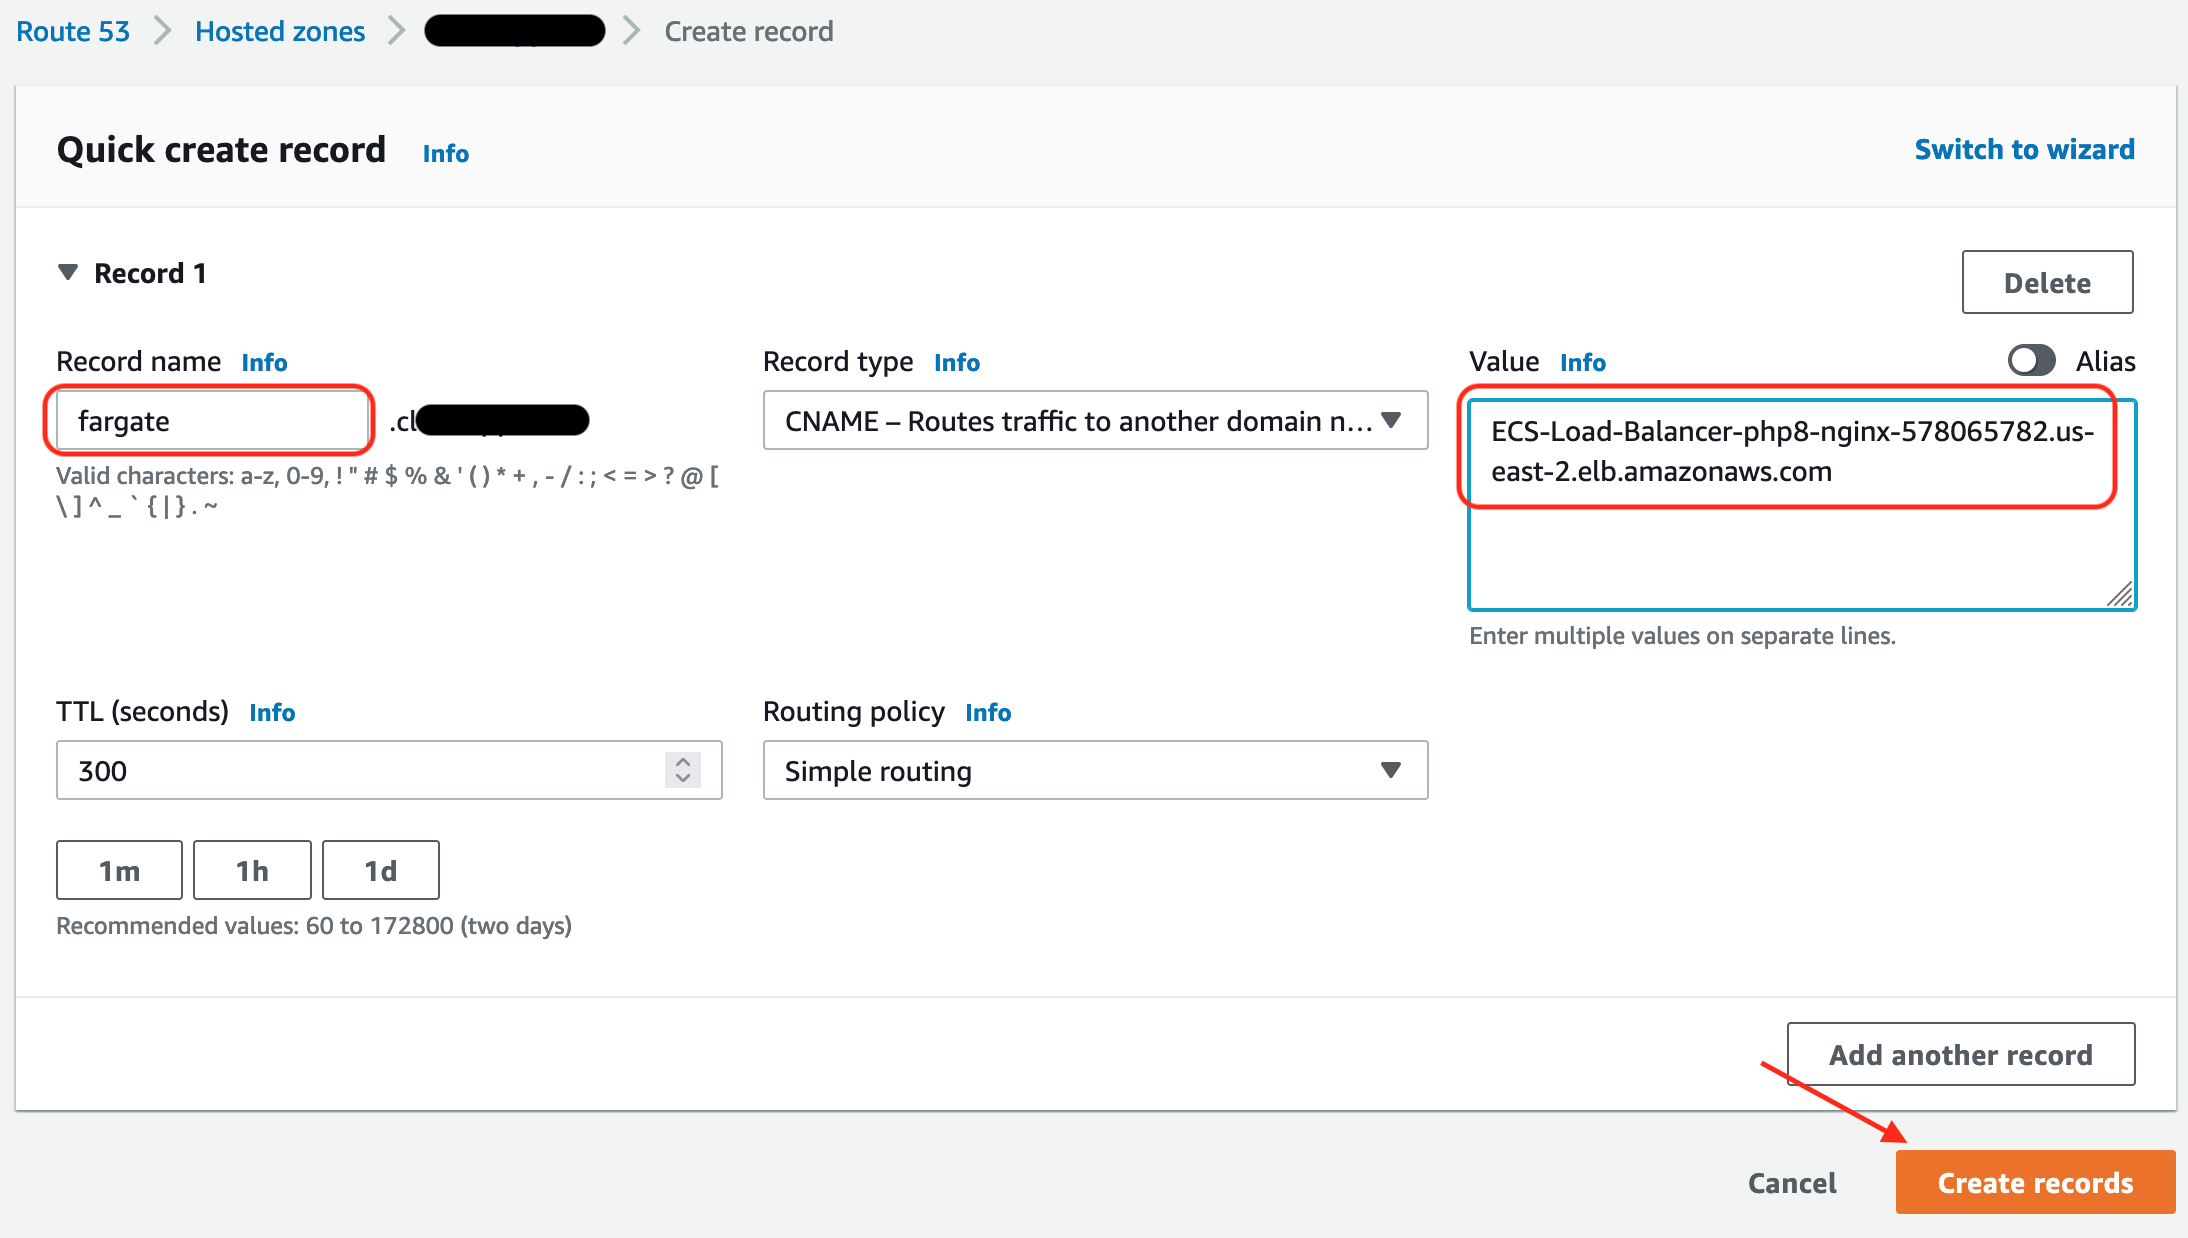 Route 53 Hosted zones Create record
Quick create record Info Switch to wizard
Record 1
Delete
Record name Info
fargate .cl
Valid characters: a-z, 0-9, ! " # $ % & ' ( ) * + , - / : ; < = > ? @ [
\ ] ^ _ ` { | } . ~
Record type Info
CNAME – Routes traffic to another domain n...
Value Info Alias
ECS-Load-Balancer-php8-nginx-578065782.us-
east-2.elb.amazonaws.com
Enter multiple values on separate lines.
TTL (seconds) Info
300
Routing policy Info
Simple routing
1m 1h 1d
Recommended values: 60 to 172800 (two days)
Add another record
Cancel Create records